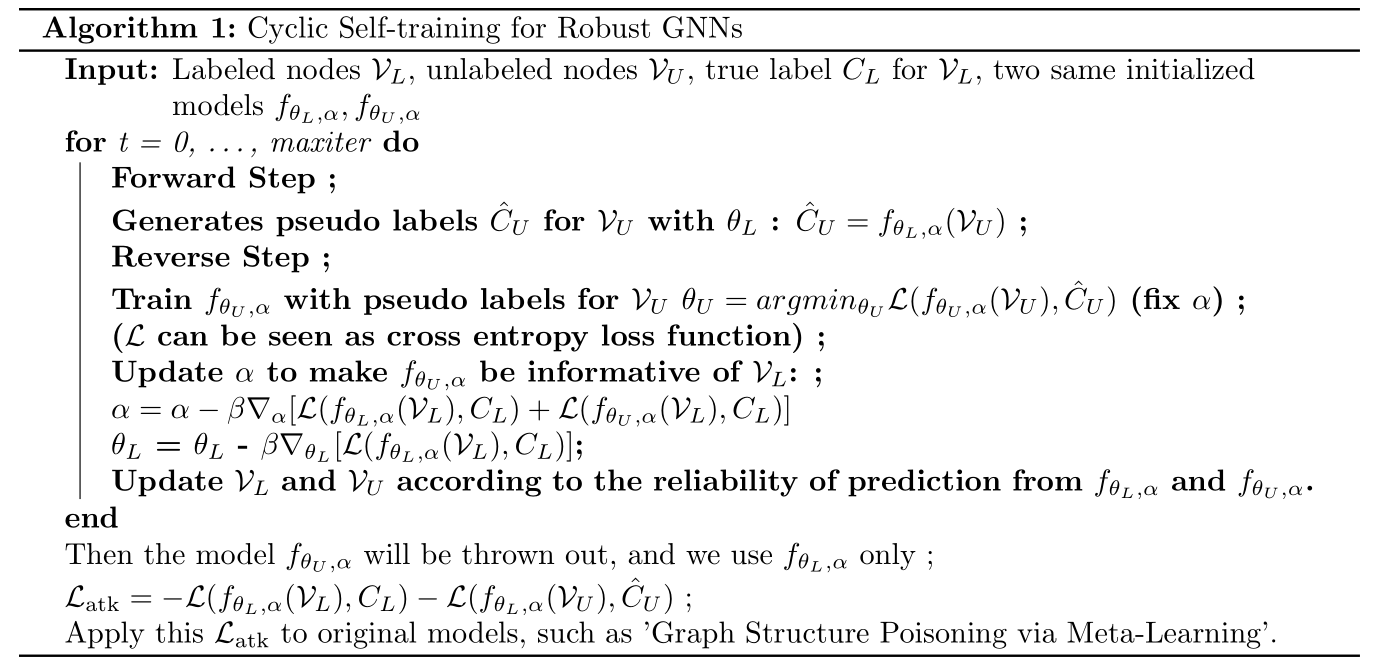 Algorithm 1: Cyclic Self-training for Robust GNNs
Input: Labeled nodes $\mathcal{V}_L$, unlabeled nodes $\mathcal{V}_U$, true label $C_L$ for $\mathcal{V}_L$, two same initialized
models $f_{\theta_L,\alpha}, f_{\theta_U,\alpha}$
for t = 0, ..., maxiter do
Forward Step ;
Generates pseudo labels $\hat{C}_U$ for $\mathcal{V}_U$ with $\theta_L$ : $\hat{C}_U = f_{\theta_L,\alpha}(\mathcal{V}_U)$ ;
Reverse Step ;
Train $f_{\theta_U,\alpha}$ with pseudo labels for $\mathcal{V}_U$ $\theta_U = argmin_{\theta_U} \mathcal{L}(f_{\theta_U,\alpha}(\mathcal{V}_U), \hat{C}_U)$ (fix $\alpha$) ;
($\mathcal{L}$ can be seen as cross entropy loss function) ;
Update $\alpha$ to make $f_{\theta_U,\alpha}$ be informative of $\mathcal{V}_L$: ;
$\alpha = \alpha - \beta\nabla_\alpha[\mathcal{L}(f_{\theta_L,\alpha}(\mathcal{V}_L), C_L) + \mathcal{L}(f_{\theta_U,\alpha}(\mathcal{V}_L), C_L)]$
$\theta_L$ = $\theta_L$ - $\beta\nabla_{\theta_L}[\mathcal{L}(f_{\theta_L,\alpha}(\mathcal{V}_L), C_L)]$;
Update $\mathcal{V}_L$ and $\mathcal{V}_U$ according to the reliability of prediction from $f_{\theta_L,\alpha}$ and $f_{\theta_U,\alpha}$.
end
Then the model $f_{\theta_U,\alpha}$ will be thrown out, and we use $f_{\theta_L,\alpha}$ only ;
$\mathcal{L}_{\text{atk}} = -\mathcal{L}(f_{\theta_L,\alpha}(\mathcal{V}_L), C_L) - \mathcal{L}(f_{\theta_L,\alpha}(\mathcal{V}_U), \hat{C}_U)$ ;
Apply this $\mathcal{L}_{\text{atk}}$ to original models, such as 'Graph Structure Poisoning via Meta-Learning'.